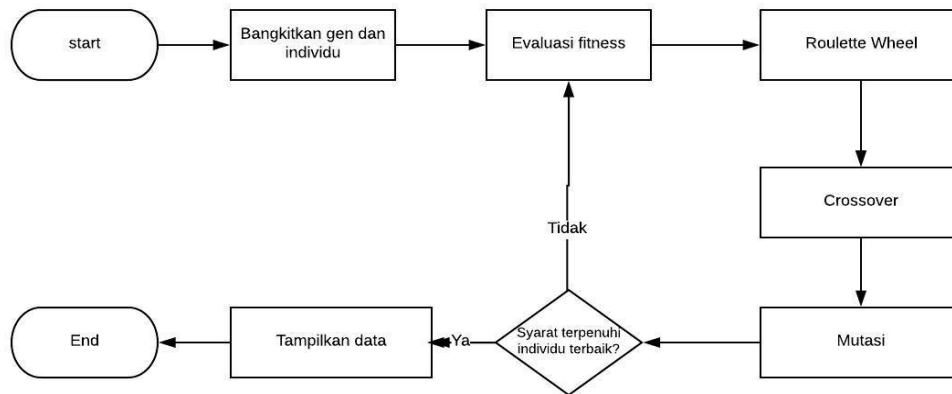 start
Bangkitkan gen dan
individu
Evaluasi fitness
Roulette Wheel
Crossover
Mutasi
Syarat terpenuhi
individu terbaik?
Tidak
Ya
Tampilkan data
End